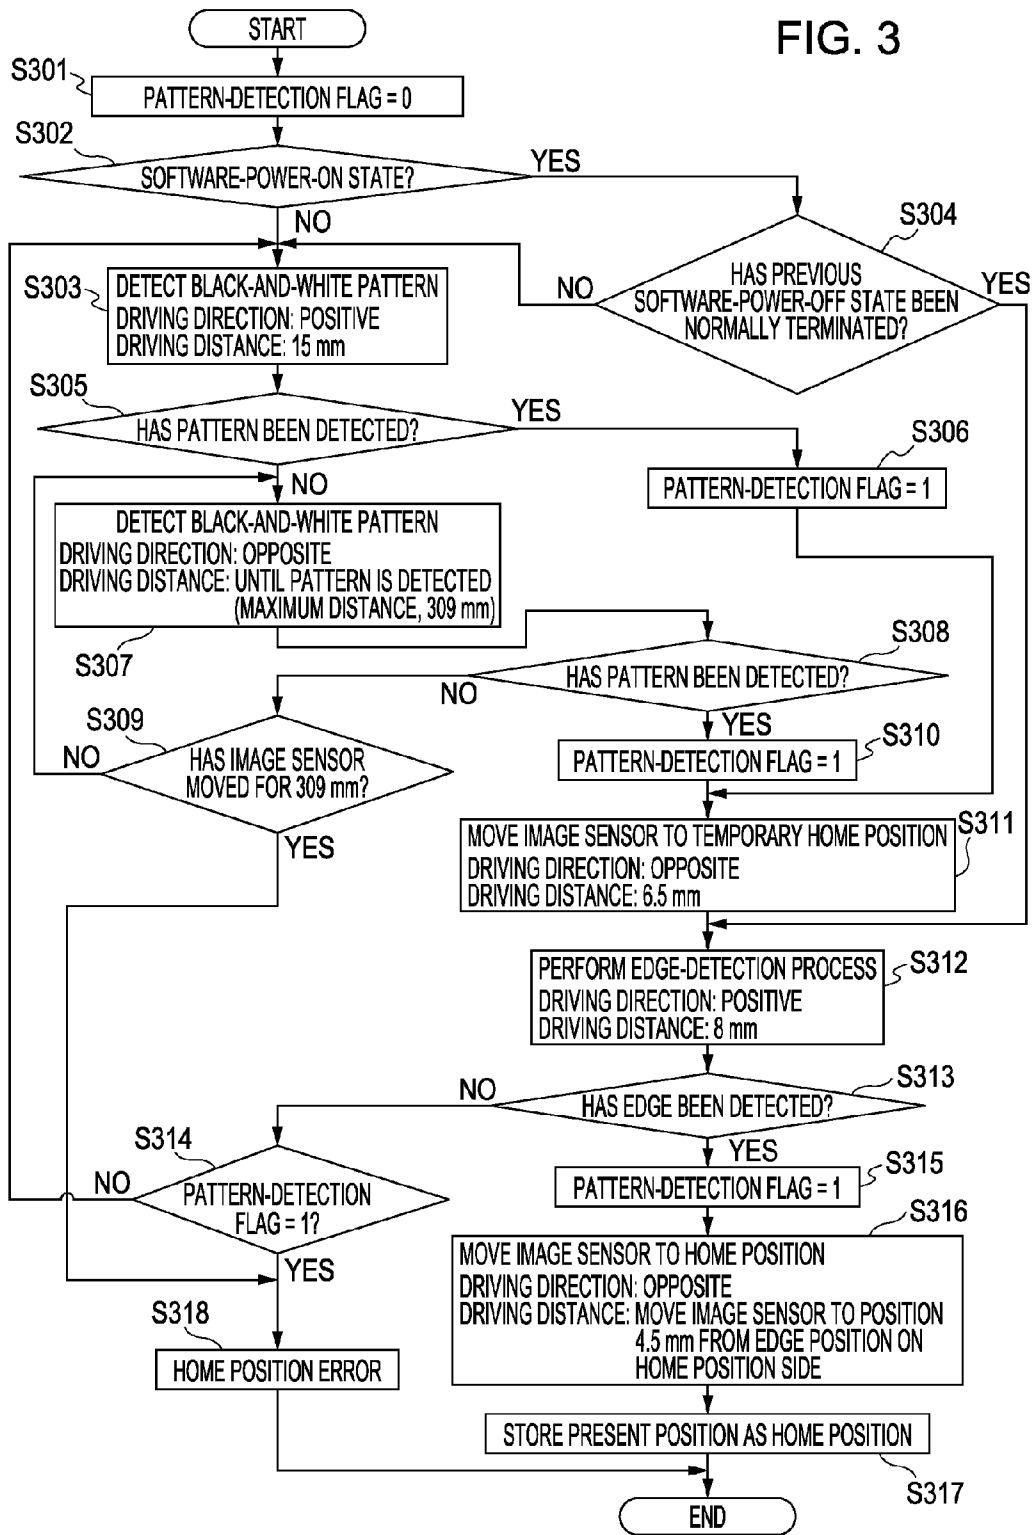 FIG. 3
START
S301
PATTERN-DETECTION FLAG = 0
S302
SOFTWARE-POWER-ON STATE?
YES
NO
S304
HAS PREVIOUS
SOFTWARE-POWER-OFF STATE BEEN
NORMALLY TERMINATED?
NO
YES
S303
DETECT BLACK-AND-WHITE PATTERN
DRIVING DIRECTION: POSITIVE
DRIVING DISTANCE: 15 mm
S305
HAS PATTERN BEEN DETECTED?
YES
NO
S306
PATTERN-DETECTION FLAG = 1
DETECT BLACK-AND-WHITE PATTERN
DRIVING DIRECTION: OPPOSITE
DRIVING DISTANCE: UNTIL PATTERN IS DETECTED
(MAXIMUM DISTANCE, 309 mm)
S307
S308
HAS PATTERN BEEN DETECTED?
NO
YES
S309
HAS IMAGE SENSOR
MOVED FOR 309 mm?
NO
YES
S310
PATTERN-DETECTION FLAG = 1
S311
MOVE IMAGE SENSOR TO TEMPORARY HOME POSITION
DRIVING DIRECTION: OPPOSITE
DRIVING DISTANCE: 6.5 mm
S312
PERFORM EDGE-DETECTION PROCESS
DRIVING DIRECTION: POSITIVE
DRIVING DISTANCE: 8 mm
S313
HAS EDGE BEEN DETECTED?
NO
YES
S314
PATTERN-DETECTION
FLAG = 1?
NO
YES
S315
PATTERN-DETECTION FLAG = 1
S316
MOVE IMAGE SENSOR TO HOME POSITION
DRIVING DIRECTION: OPPOSITE
DRIVING DISTANCE: MOVE IMAGE SENSOR TO POSITION
4.5 mm FROM EDGE POSITION ON
HOME POSITION SIDE
S318
HOME POSITION ERROR
STORE PRESENT POSITION AS HOME POSITION
S317
END